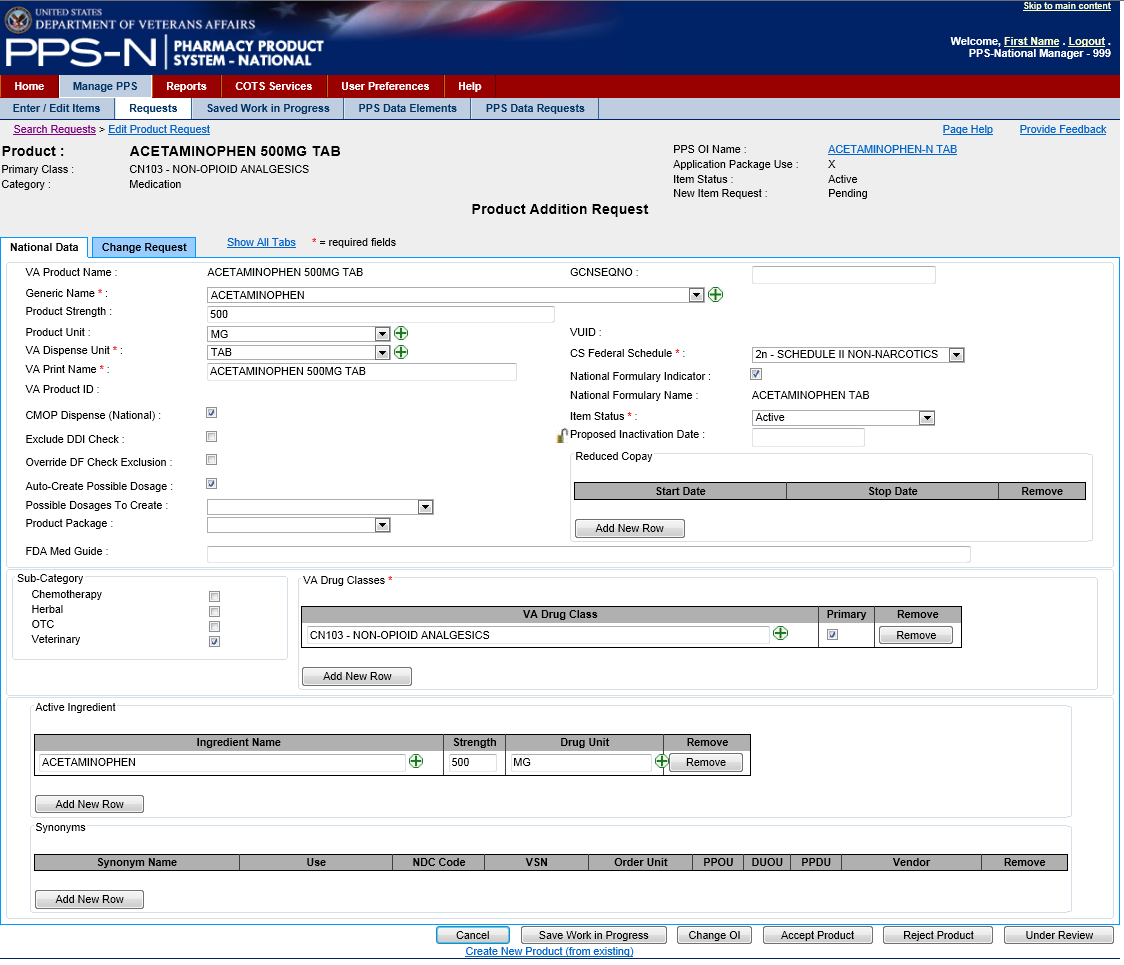 UNITED STATES
DEPARTMENT OF VETERANS AFFAIRS
PPS-N PHARMACY PRODUCT SYSTEM - NATIONAL
Skip to main content
Welcome, First Name . Logout .
PPS-National Manager - 999
Home Manage PPS Reports COTS Services User Preferences Help
Enter / Edit Items Requests Saved Work in Progress PPS Data Elements PPS Data Requests
Search Requests > Edit Product Request Page Help Provide Feedback
Product : ACETAMINOPHEN 500MG TAB
Primary Class : CN103 - NON-OPIOID ANALGESICS
Category : Medication
PPS OI Name : ACETAMINOPHEN-N TAB
Application Package Use : X
Item Status : Active
New Item Request : Pending
Product Addition Request
National Data Change Request Show All Tabs * = required fields
VA Product Name : ACETAMINOPHEN 500MG TAB
Generic Name * : ACETAMINOPHEN
Product Strength : 500
Product Unit : MG
VA Dispense Unit * : TAB
VA Print Name * : ACETAMINOPHEN 500MG TAB
VA Product ID :
CMOP Dispense (National) :
Exclude DDI Check :
Override DF Check Exclusion :
Auto-Create Possible Dosage :
Possible Dosages To Create :
Product Package :
FDA Med Guide :
GCNSEQNO :
VUID :
CS Federal Schedule * : 2n - SCHEDULE II NON-NARCOTICS
National Formulary Indicator :
National Formulary Name : ACETAMINOPHEN TAB
Item Status * : Active
Proposed Inactivation Date :
Reduced Copay
Start Date Stop Date Remove
Add New Row
Sub-Category
Chemotherapy
Herbal
OTC
Veterinary
VA Drug Classes *
VA Drug Class Primary Remove
CN103 - NON-OPIOID ANALGESICS Remove
Add New Row
Active Ingredient
Ingredient Name Strength Drug Unit Remove
ACETAMINOPHEN 500 MG Remove
Add New Row
Synonyms
Synonym Name Use NDC Code VSN Order Unit PPOU DUOU PPDU Vendor Remove
Add New Row
Cancel Save Work in Progress Change OI Accept Product Reject Product Under Review
Create New Product (from existing)